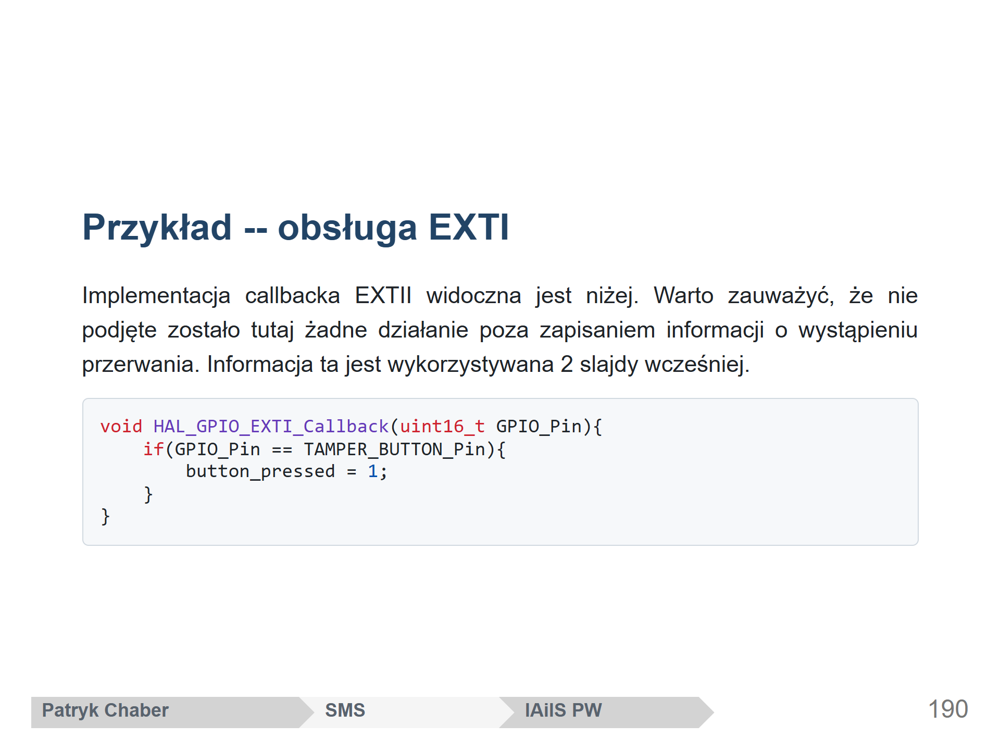 Przykład -- obsługa EXTI
Implementacja callbacka EXTII widoczna jest niżej. Warto zauważyć, że nie
podjęte zostało tutaj żadne działanie poza zapisaniem informacji o wystąpieniu
przerwania. Informacja ta jest wykorzystywana 2 slajdy wcześniej.
void HAL_GPIO_EXTI_Callback(uint16_t GPIO_Pin){
    if(GPIO_Pin == TAMPER_BUTTON_Pin){
        button_pressed = 1;
    }
}
Patryk Chaber
SMS
IAiIS PW
190